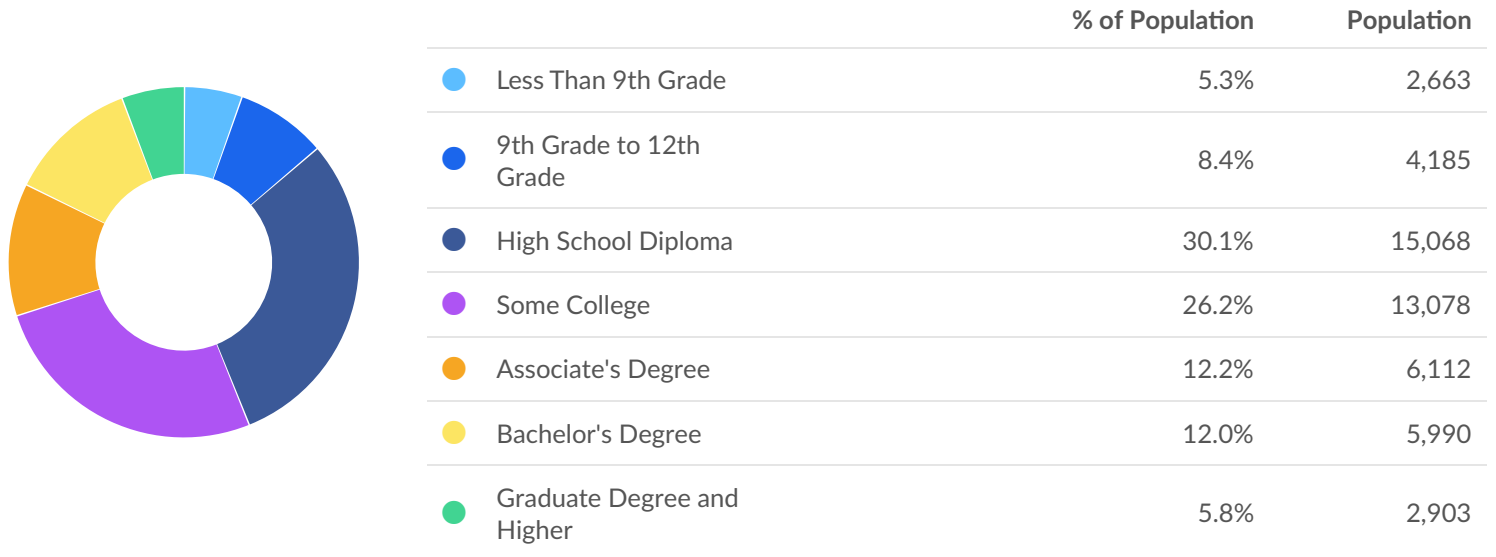 % of Population Population
Less Than 9th Grade 5.3% 2,663
9th Grade to 12th
Grade 8.4% 4,185
High School Diploma 30.1% 15,068
Some College 26.2% 13,078
Associate's Degree 12.2% 6,112
Bachelor's Degree 12.0% 5,990
Graduate Degree and
Higher 5.8% 2,903